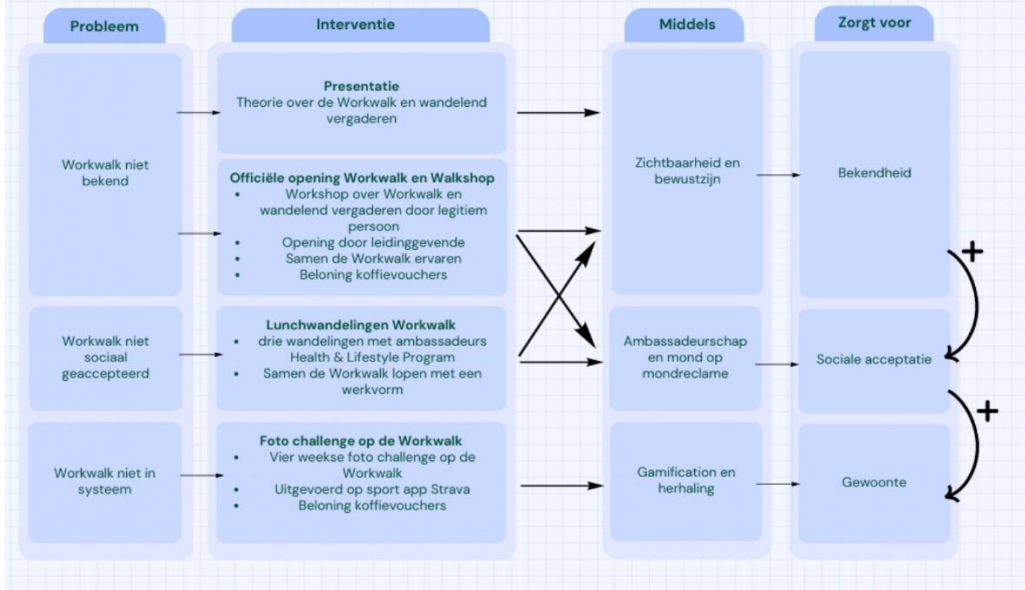 Probleem
Interventie
Middels
Zorgt voor
Workwalk niet
bekend
Presentatie
Theorie over de Workwalk en wandelend
vergaderen
Officiële opening Workwalk en Walkshop
• Workshop over Workwalk en
wandelend vergaderen door legitiem
persoon
• Opening door leidinggevende
• Samen de Workwalk ervaren
• Beloning koffievouchers
Zichtbaarheid en
bewustzijn
Bekendheid
+
Workwalk niet
sociaal
geaccepteerd
Lunchwandelingen Workwalk
• drie wandelingen met ambassadeurs
Health & Lifestyle Program
• Samen de Workwalk lopen met een
werkvorm
Ambassadeurschap
en mond op
mondreclame
Sociale acceptatie
+
Workwalk niet in
systeem
Foto challenge op de Workwalk
• Vier weekse foto challenge op de
Workwalk
• Uitgevoerd op sport app Strava
• Beloning koffievouchers
Gamification en
herhaling
Gewoonte